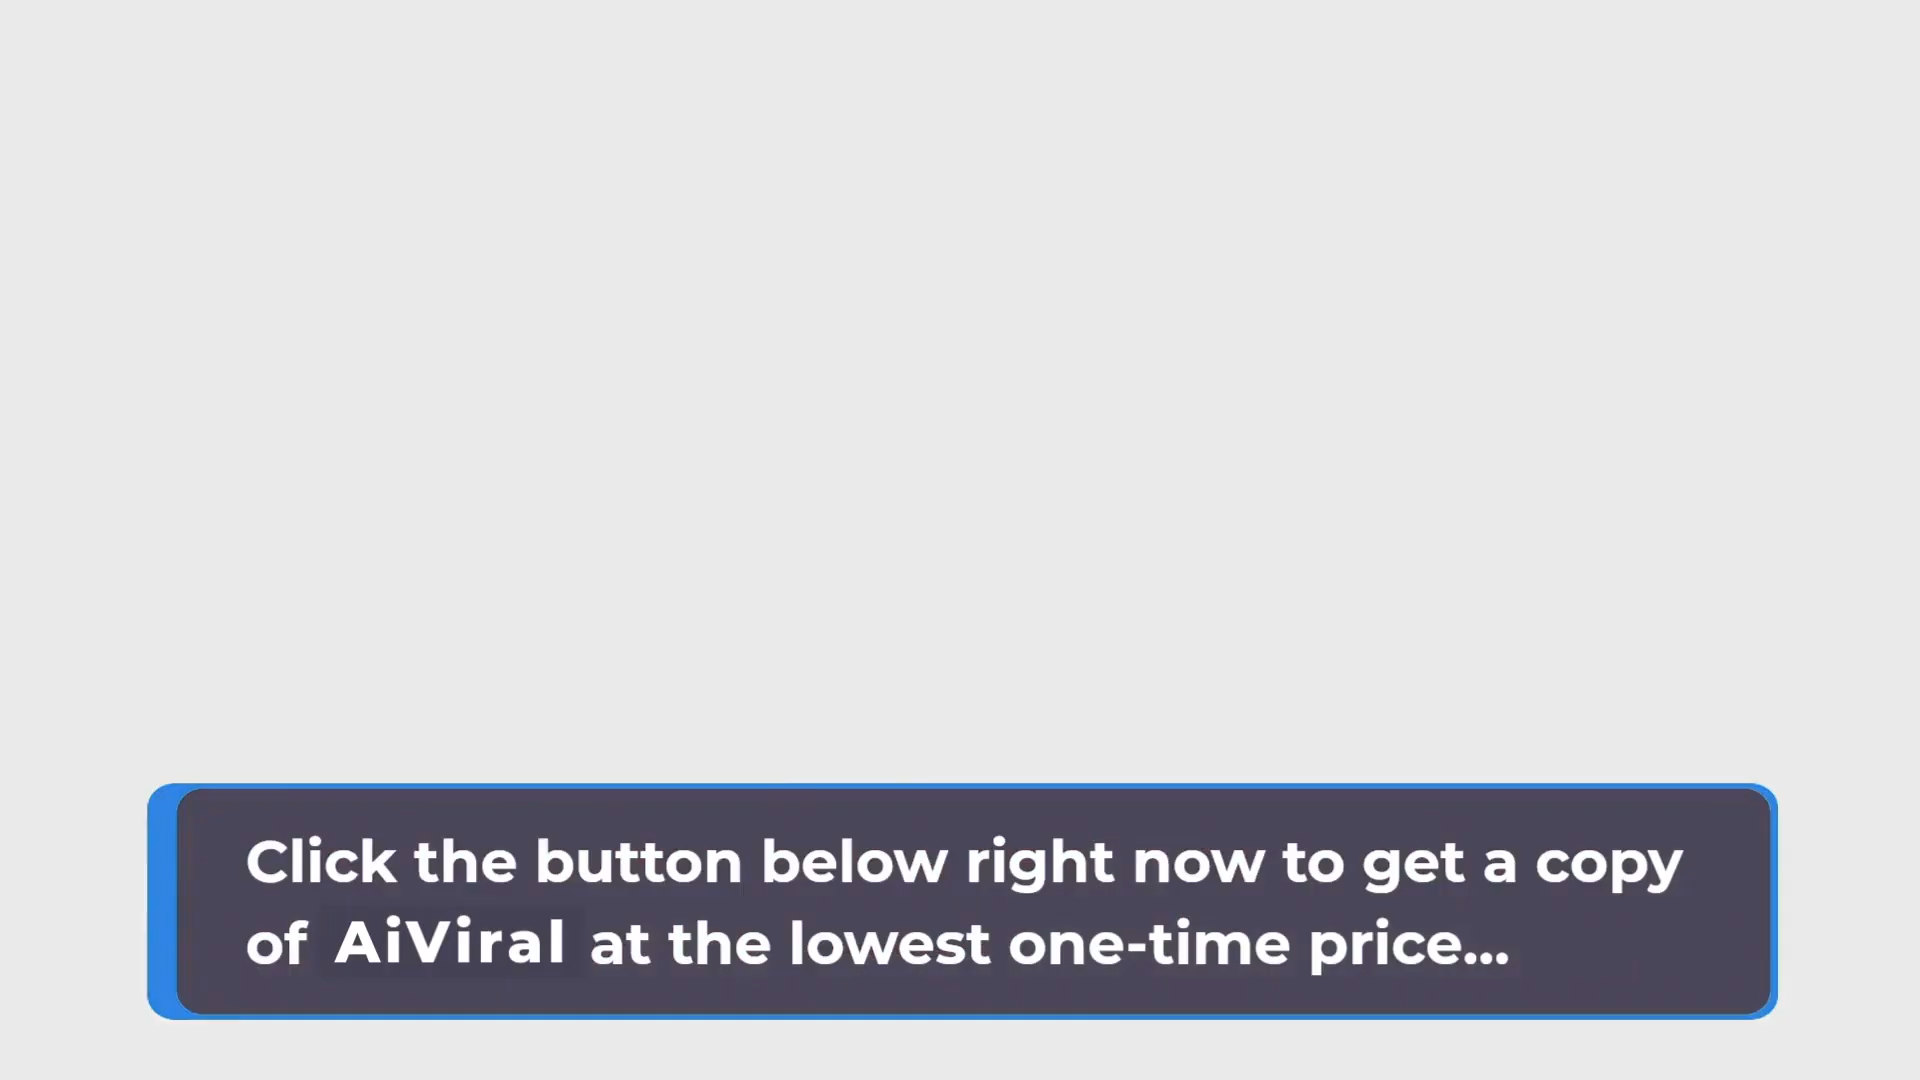 Click the button below right now to get a copy
of AiViral at the lowest one-time price...